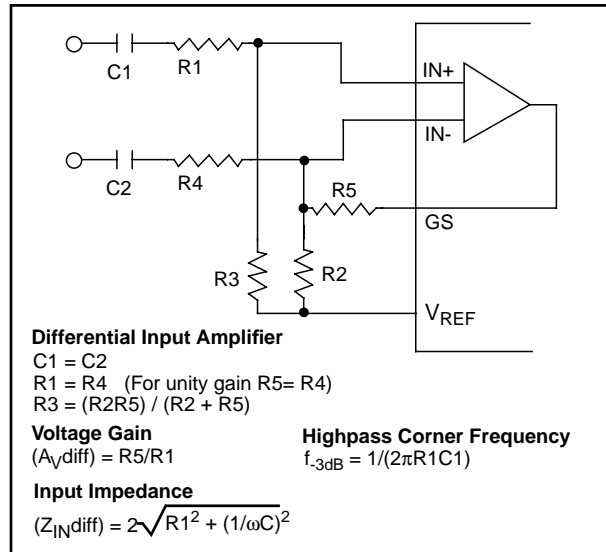 C1
R1
IN+
IN-
C2
R4
R5
GS
R3
R2
VREF
Differential Input Amplifier
C1 = C2
R1 = R4 (For unity gain R5= R4)
R3 = (R2R5) / (R2 + R5)
Voltage Gain
(AVdiff) = R5/R1
Highpass Corner Frequency
f-3dB = 1/(2πR1C1)
Input Impedance
(ZINdiff) = 2√R1² + (1/ωC)²